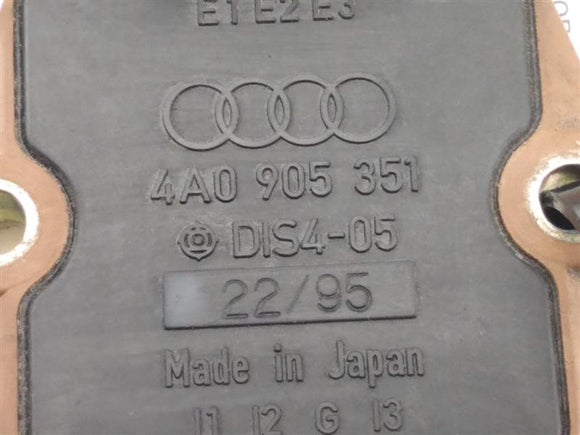 E1 E2 E3
4A0 905 351
DIS4-05
22/95
Made in Japan
I1 I2 G I3